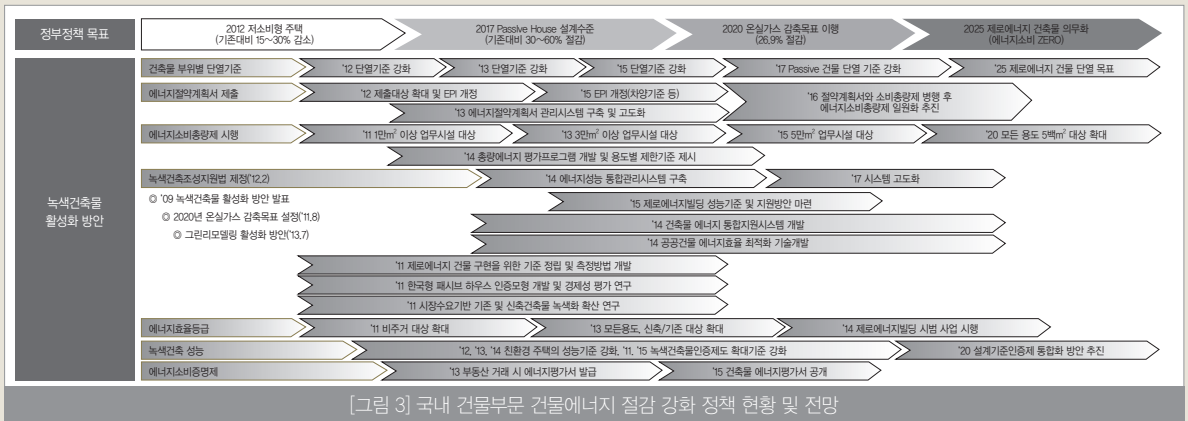 정부정책 목표
2012 저소비형 주택
(기존대비 15~30% 감소)
2017 Passive House 설계수준
(기존대비 30~60% 절감)
2020 온실가스 감축목표 이행
(26.9% 절감)
2025 제로에너지 건축물 의무화
(에너지소비 ZERO)
녹색건축물
활성화 방안
건축물 부위별 단열기준
'12 단열기준 강화
'13 단열기준 강화
'15 단열기준 강화
'17 Passive 건물 단열 기준 강화
'25 제로에너지 건물 단열 목표
에너지절약계획서 제출
'12 제출대상 확대 및 EPI 개정
'15 EPI 개정(차양기준 등)
'16 절약계획서와 소비총량제 병행 후
에너지소비총량제 일원화 추진
'13 에너지절약계획서 관리시스템 구축 및 고도화
에너지소비총량제 시행
'11 1만m² 이상 업무시설 대상
'13 3만m² 이상 업무시설 대상
'15 5만m² 업무시설 대상
'20 모든 용도 5백m² 대상 확대
'14 총량에너지 평가프로그램 개발 및 용도별 제한기준 제시
녹색건축조성지원법 제정('12.2)
'14 에너지성능 통합관리시스템 구축
'17 시스템 고도화
◎ '09 녹색건축물 활성화 방안 발표
'15 제로에너지빌딩 성능기준 및 지원방안 마련
◎ 2020년 온실가스 감축목표 설정('11.8)
'14 건축물 에너지 통합지원시스템 개발
◎ 그린리모델링 활성화 방안('13.7)
'14 공공건물 에너지효율 최적화 기술개발
'11 제로에너지 건물 구현을 위한 기준 정립 및 측정방법 개발
'11 한국형 패시브 하우스 인증모형 개발 및 경제성 평가 연구
'11 시장수요기반 기존 및 신축건축물 녹색화 확산 연구
에너지효율등급
'11 비주거 대상 확대
'13 모든용도, 신축/기존 대상 확대
'14 제로에너지빌딩 시범 사업 시행
녹색건축 성능
'12, '13, '14 친환경 주택의 성능기준 강화, '11, '15 녹색건축물인증제도 확대기준 강화
'20 설계기준인증제 통합화 방안 추진
에너지소비증명제
'13 부동산 거래 시 에너지평가서 발급
'15 건축물 에너지평가서 공개
[그림 3] 국내 건물부문 건물에너지 절감 강화 정책 현황 및 전망